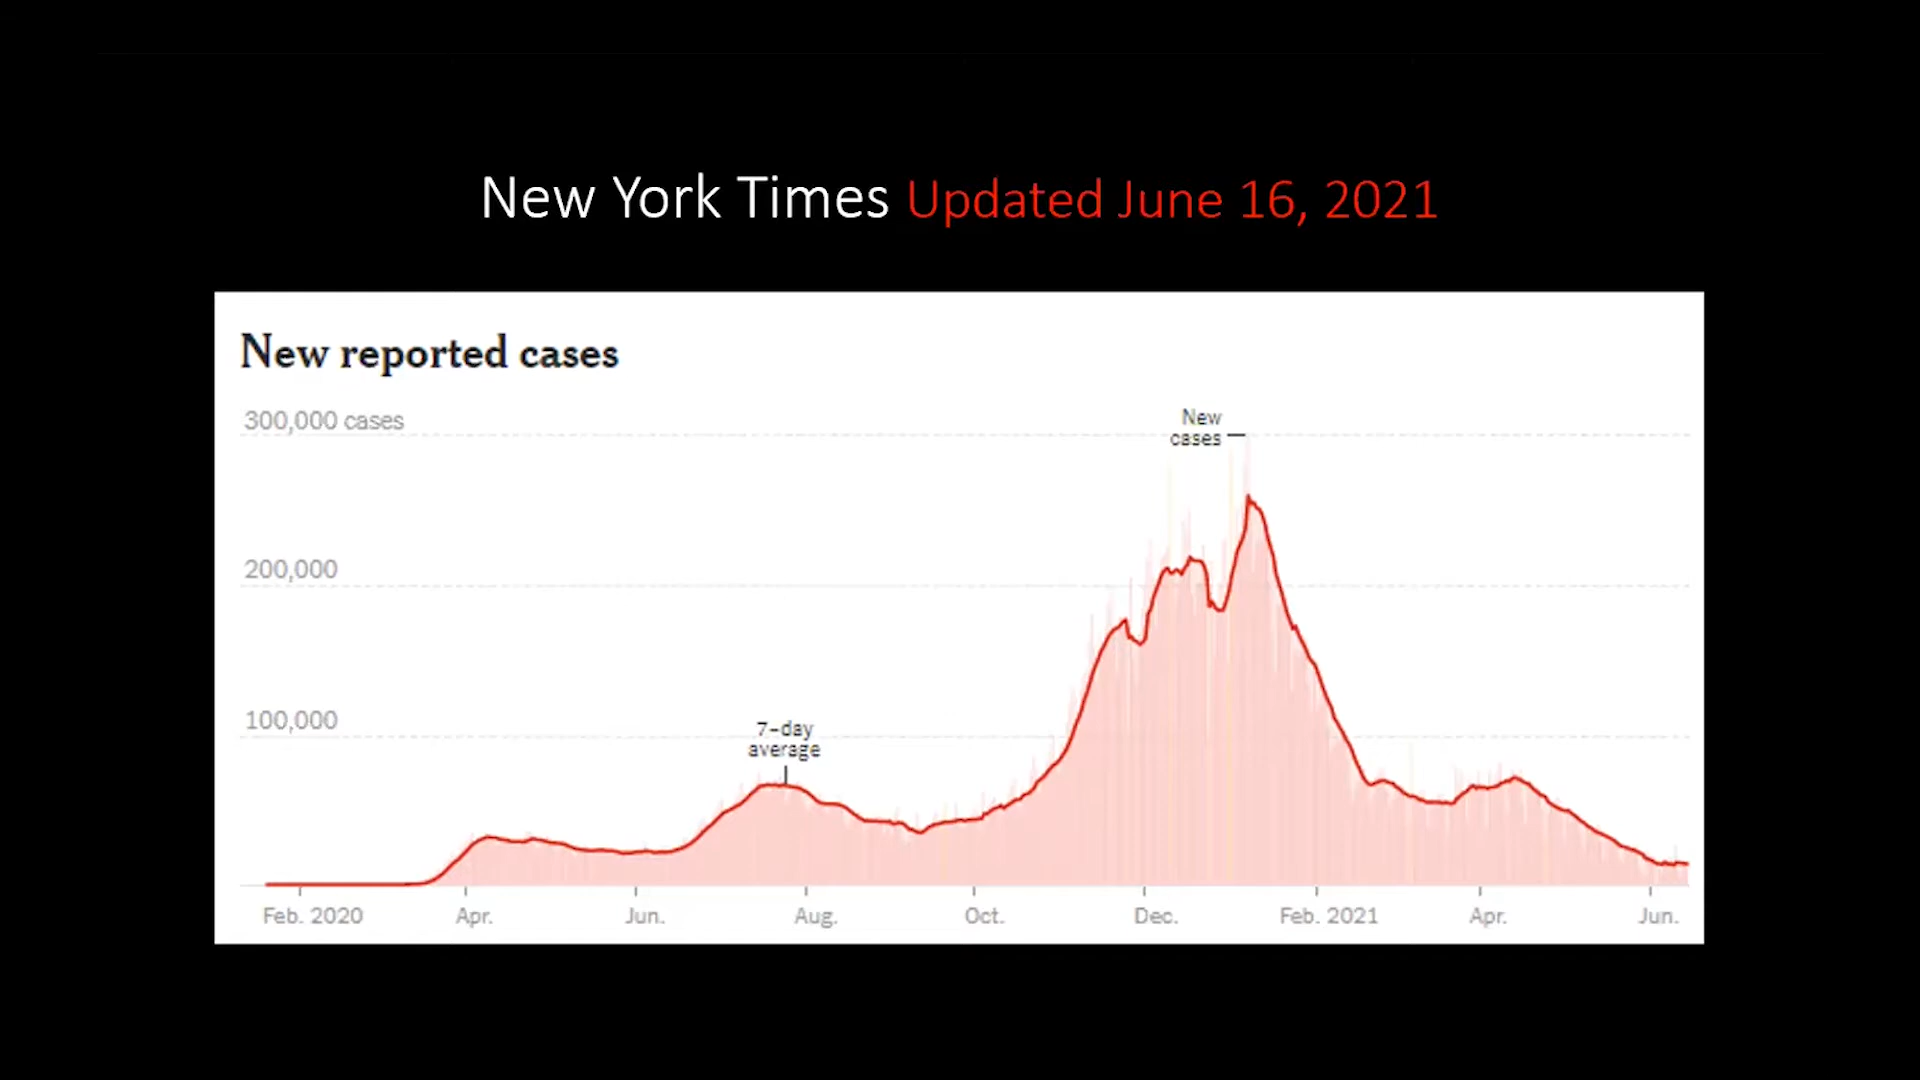 New York Times Updated June 16, 2021
New reported cases
300,000 cases
New
cases
200,000
100,000
7-day
average
Feb. 2020 Apr. Jun. Aug. Oct. Dec. Feb. 2021 Apr. Jun.